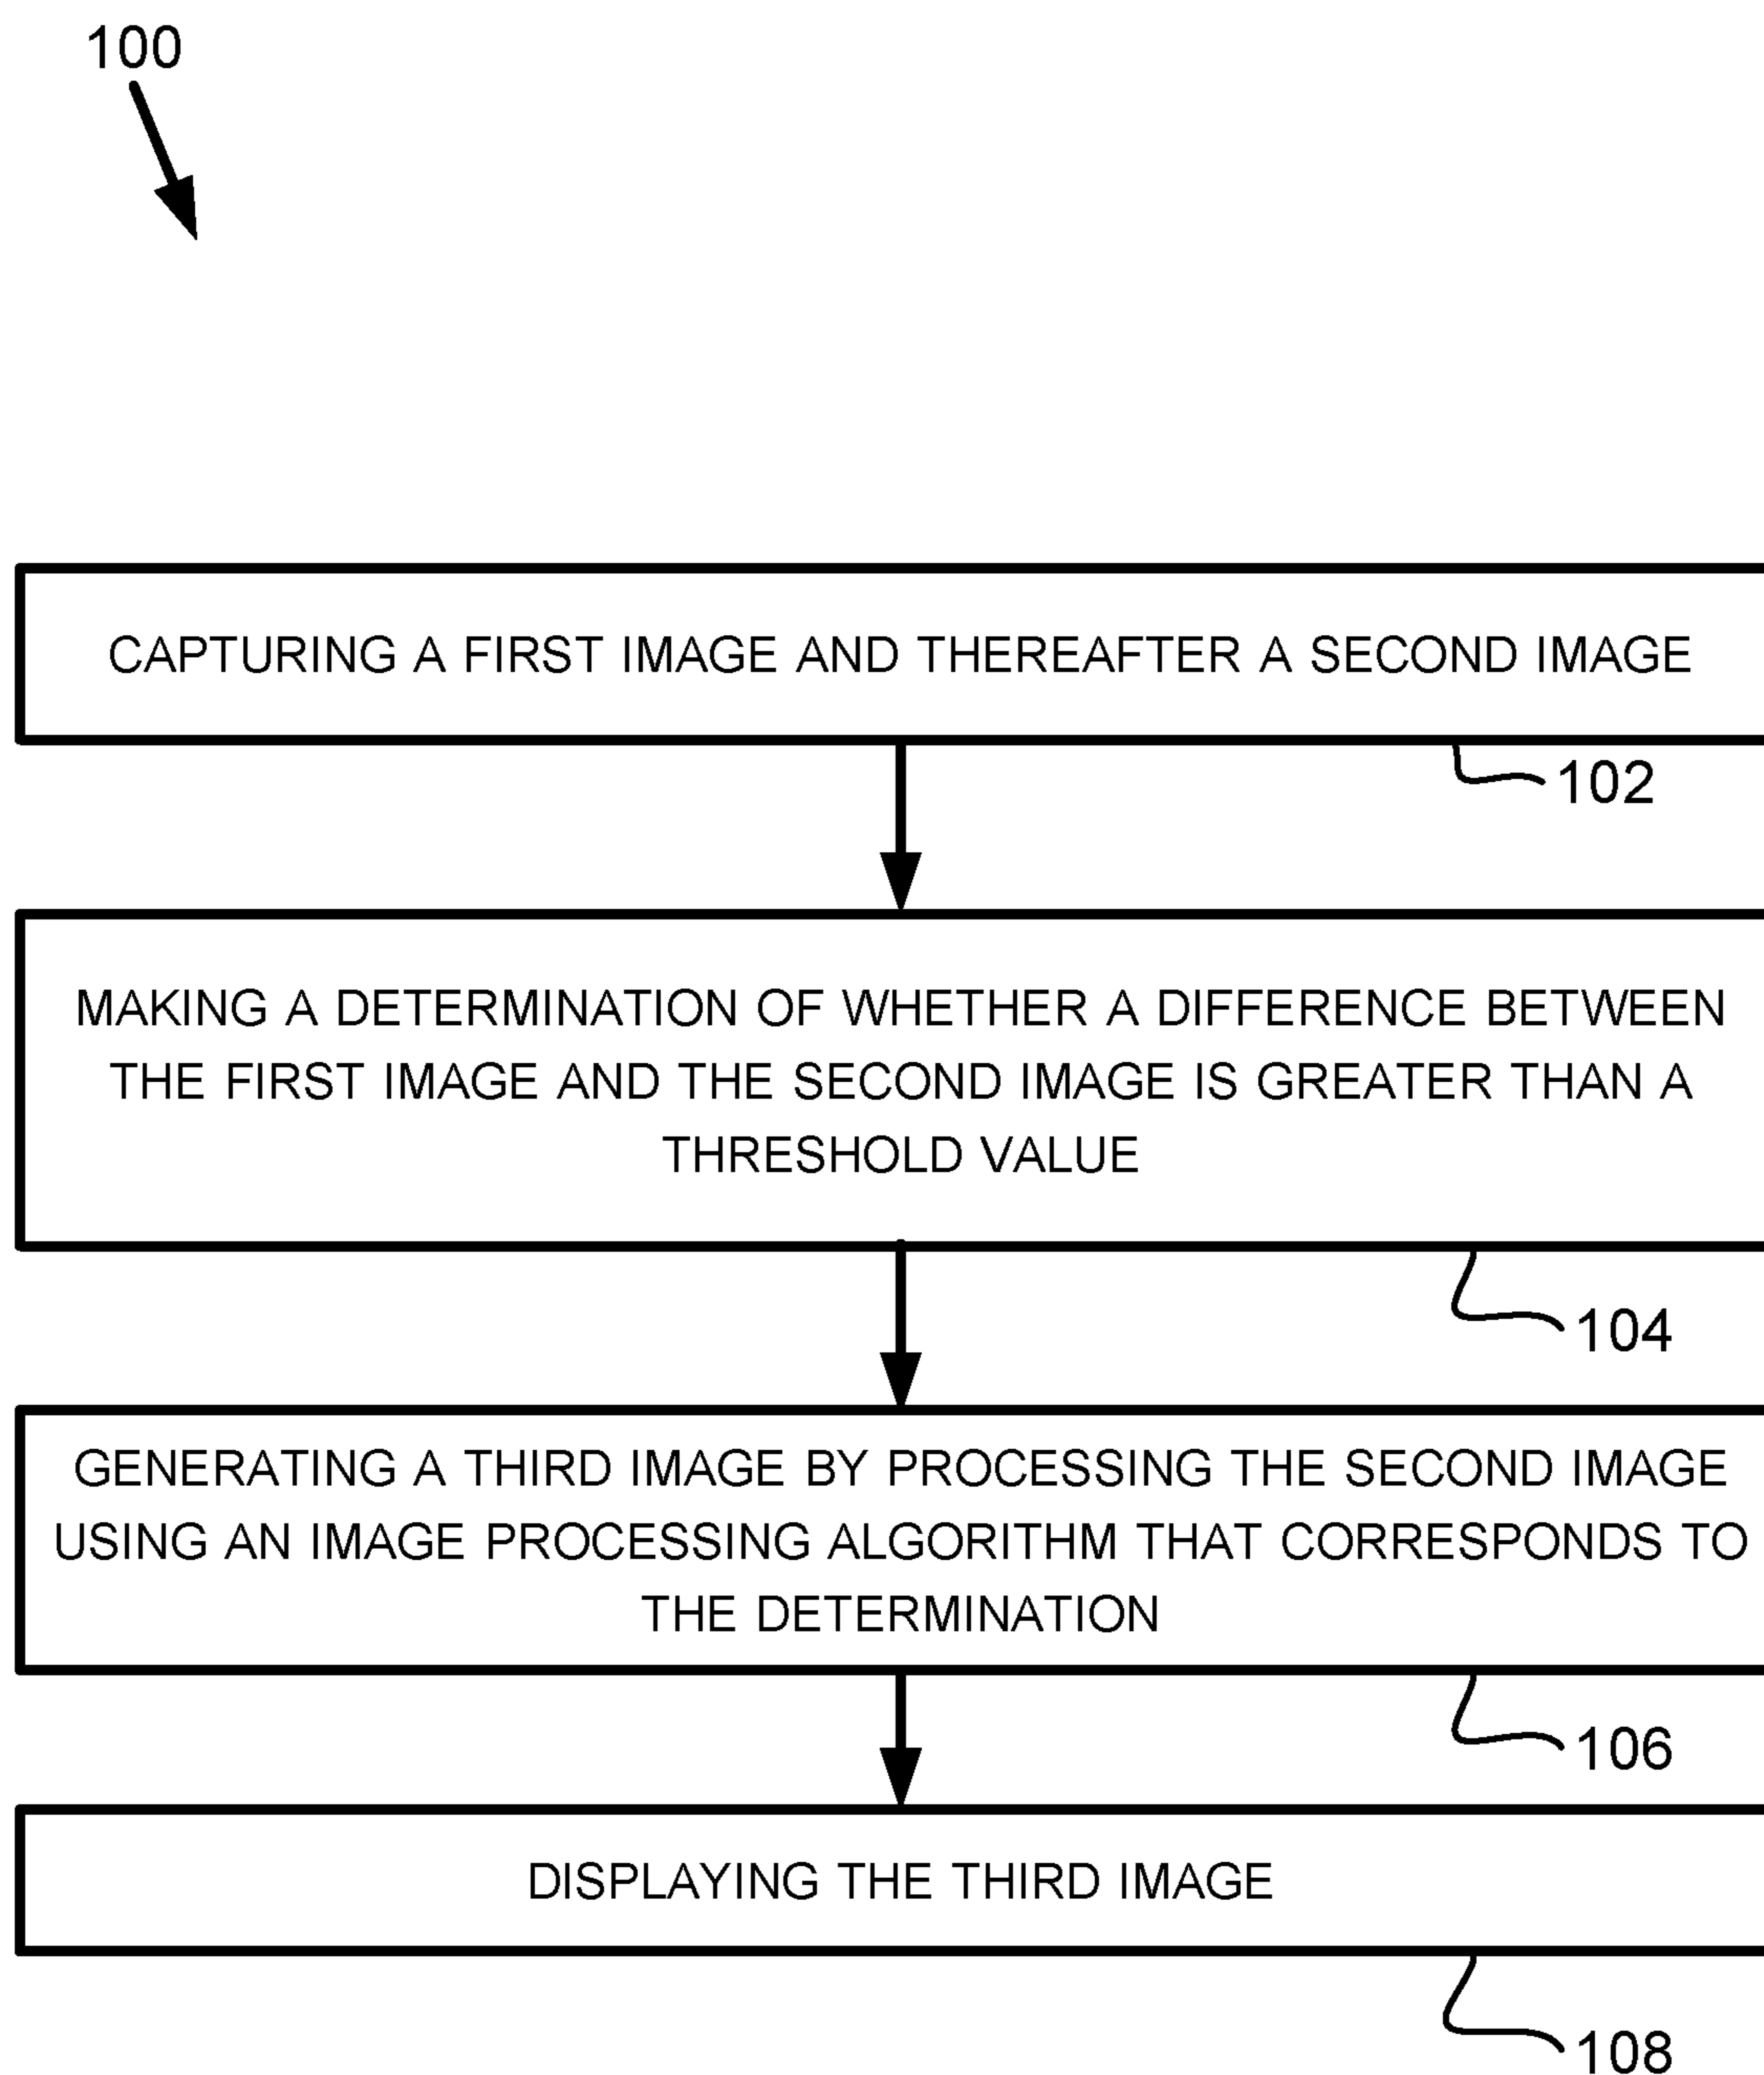 100
CAPTURING A FIRST IMAGE AND THEREAFTER A SECOND IMAGE
102
MAKING A DETERMINATION OF WHETHER A DIFFERENCE BETWEEN
THE FIRST IMAGE AND THE SECOND IMAGE IS GREATER THAN A
THRESHOLD VALUE
104
GENERATING A THIRD IMAGE BY PROCESSING THE SECOND IMAGE
USING AN IMAGE PROCESSING ALGORITHM THAT CORRESPONDS TO
THE DETERMINATION
106
DISPLAYING THE THIRD IMAGE
108